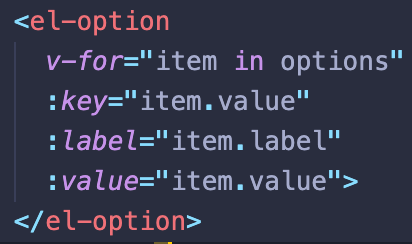 <el-option
v-for="item in options"
:key="item.value"
:label="item.label"
:value="item.value">
</el-option>